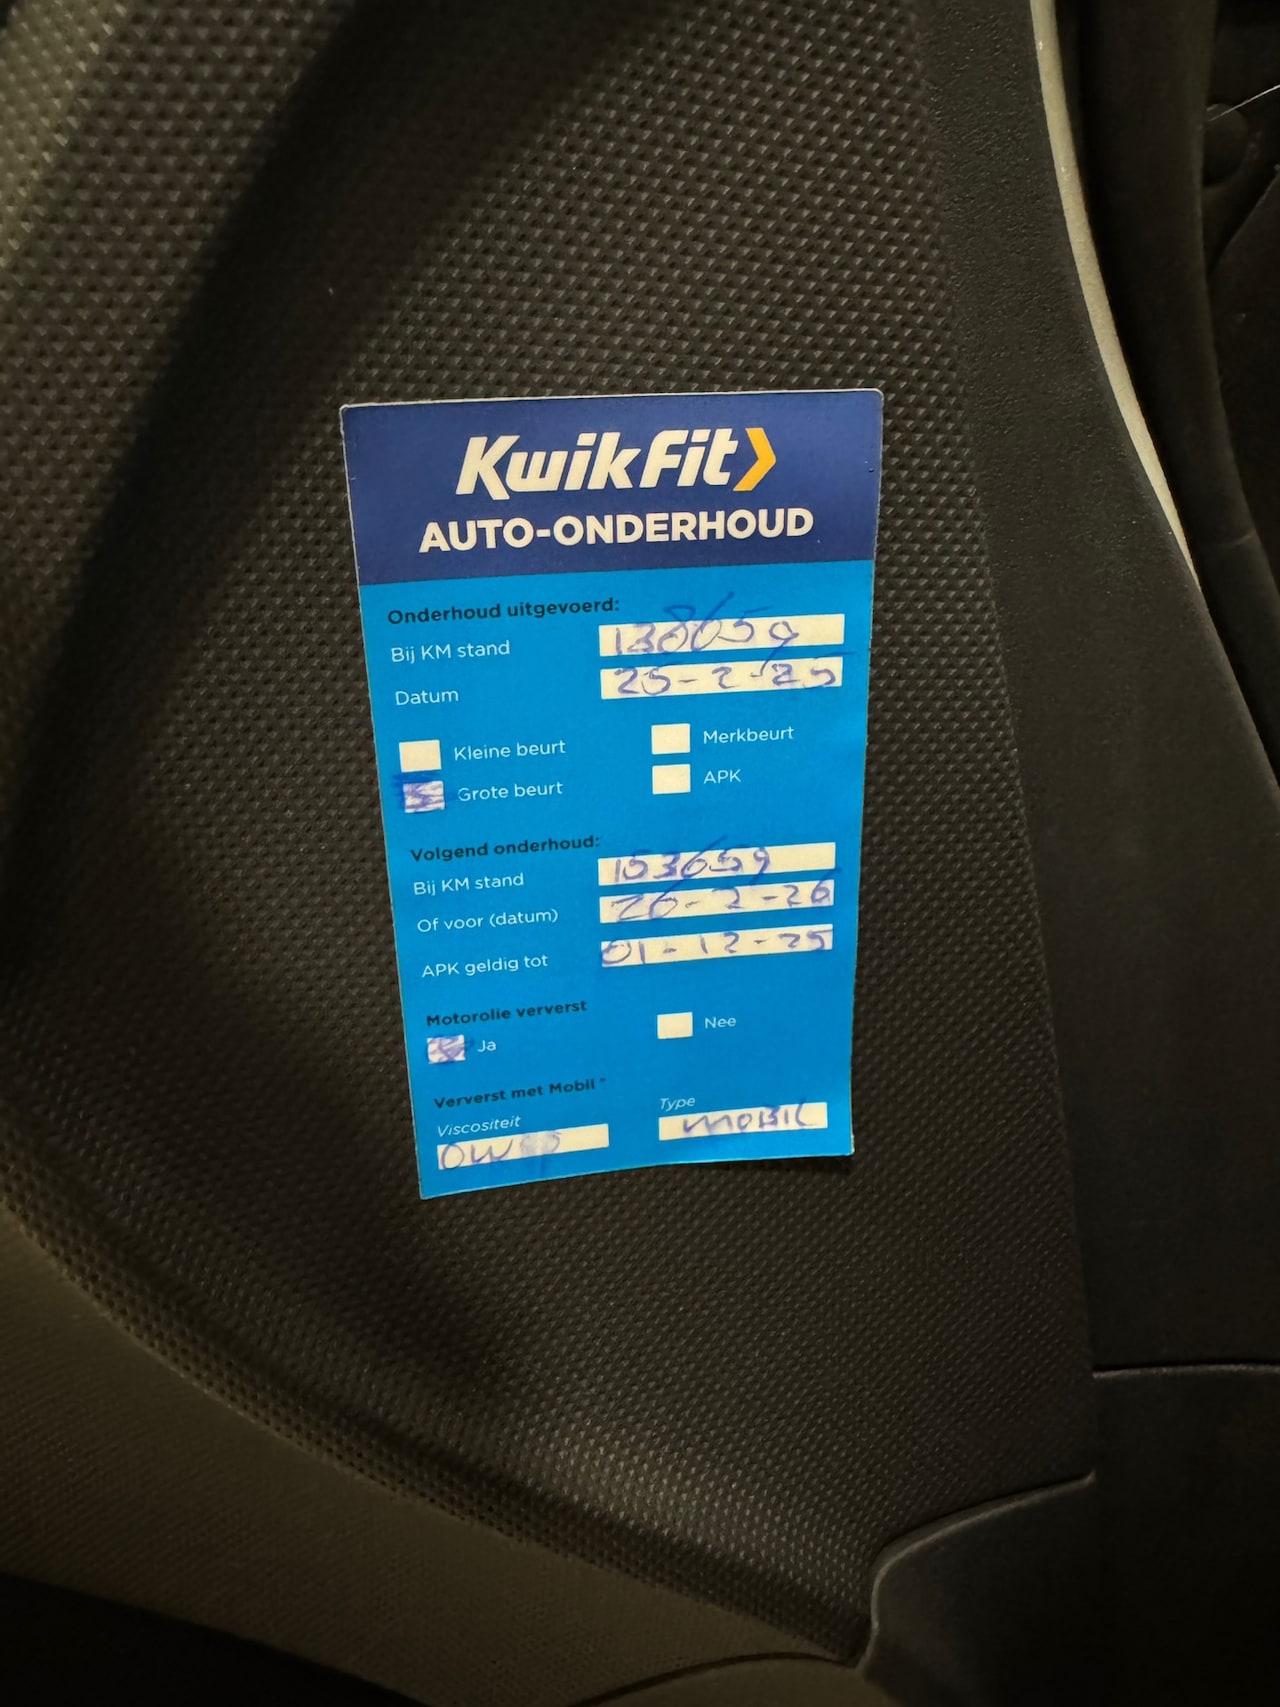 KwikFit
AUTO-ONDERHOUD
Onderhoud uitgevoerd:
Bij KM stand 138659
Datum 25-2-25
Kleine beurt Merkbeurt
Grote beurt APK
Volgend onderhoud:
Bij KM stand 153659
Of voor (datum) 26-2-26
APK geldig tot 01-12-25
Motorolie ververst
Ja Nee
Ververst met Mobil
Viscositeit Type
MOBIL